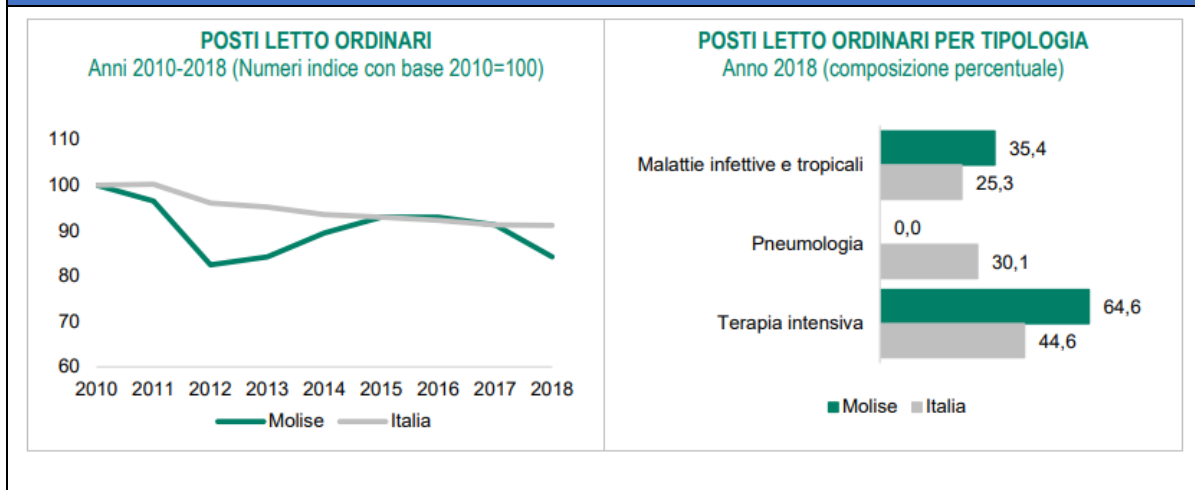 POSTI LETTO ORDINARI
Anni 2010-2018 (Numeri indice con base 2010=100)
110
100
90
80
70
60
2010 2011 2012 2013 2014 2015 2016 2017 2018
Molise Italia
POSTI LETTO ORDINARI PER TIPOLOGIA
Anno 2018 (composizione percentuale)
Malattie infettive e tropicali
35,4
25,3
Pneumologia
0,0
30,1
Terapia intensiva
64,6
44,6
Molise Italia